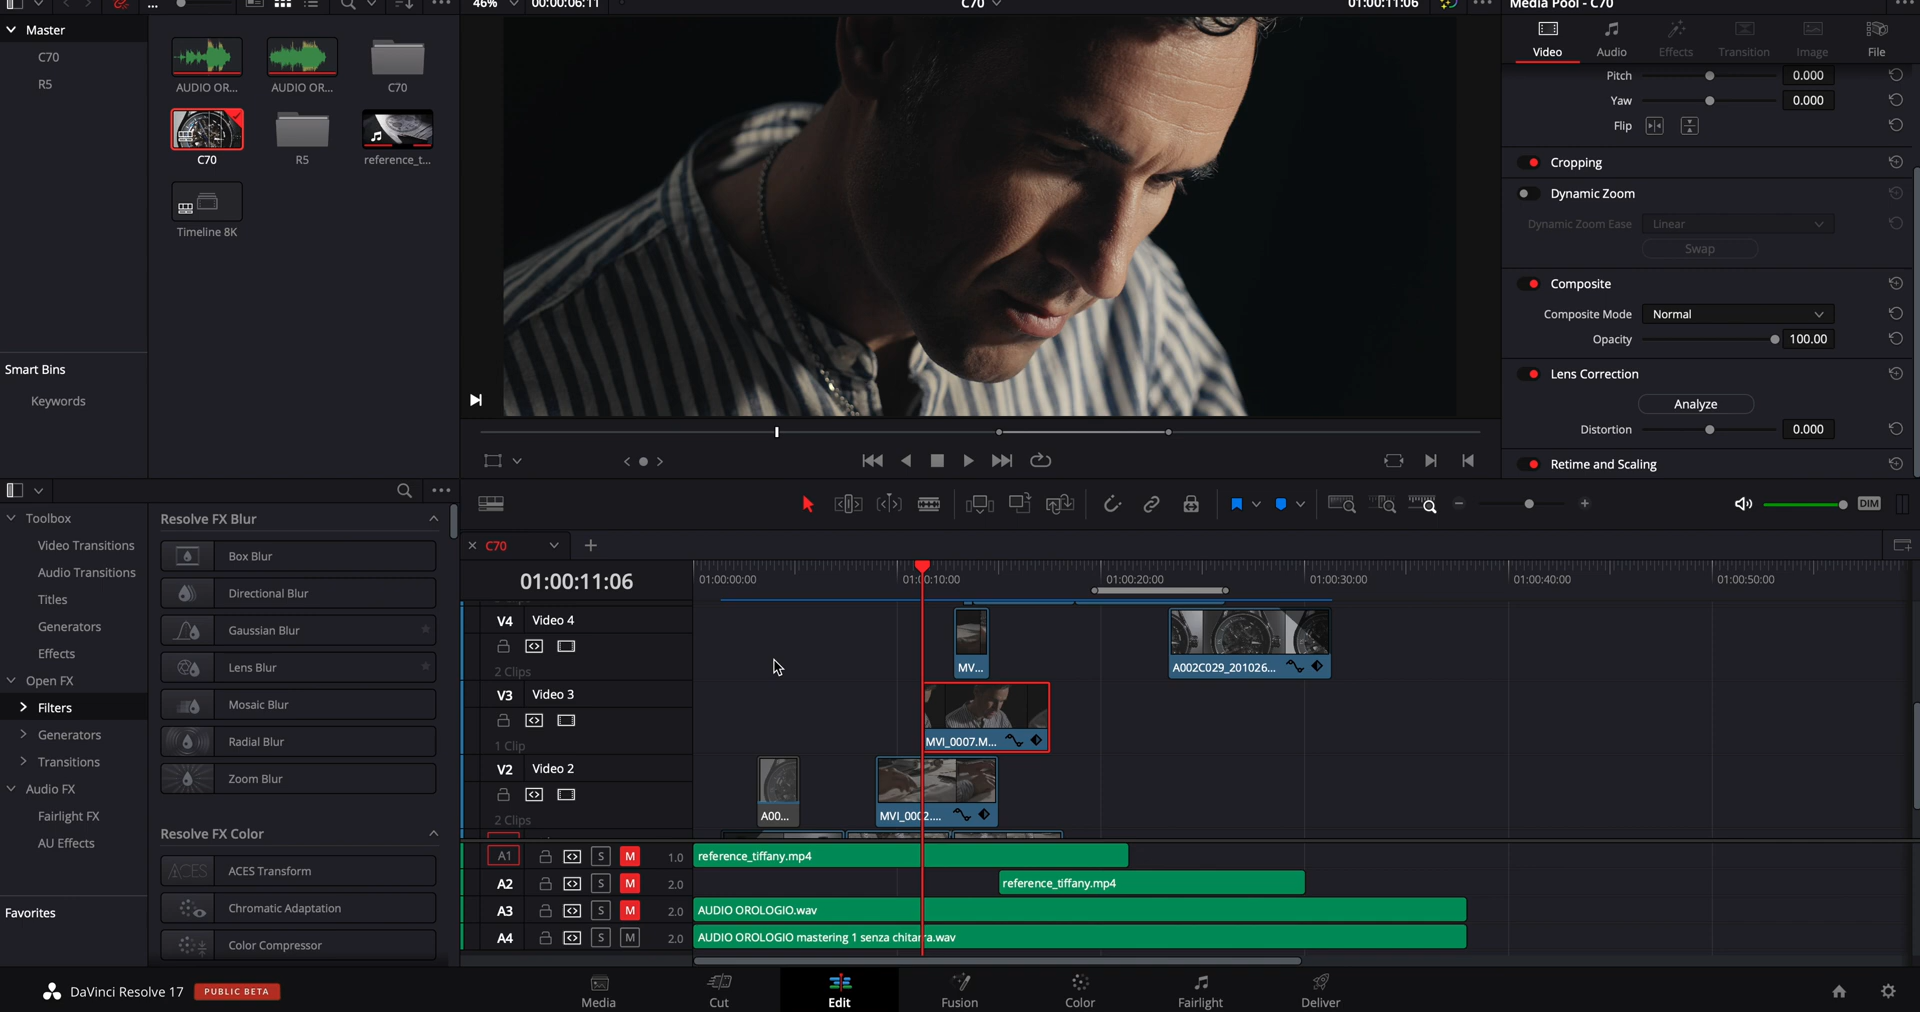 46%
00:00:06:11
C70
01:00:11:06
Media Pool - C70
Master
C70
R5
AUDIO OR...
AUDIO OR...
C70
C70
R5
reference_t...
Timeline 8K
Smart Bins
Keywords
Video
Audio
Effects
Transition
Image
File
Pitch 0.000
Yaw 0.000
Flip
Cropping
Dynamic Zoom
Dynamic Zoom Ease Linear
Swap
Composite
Composite Mode Normal
Opacity 100.00
Lens Correction
Analyze
Distortion 0.000
Retime and Scaling
Toolbox
Video Transitions
Audio Transitions
Titles
Generators
Effects
Open FX
Filters
Generators
Transitions
Audio FX
Fairlight FX
AU Effects
Favorites
Resolve FX Blur
Box Blur
Directional Blur
Gaussian Blur
Lens Blur
Mosaic Blur
Radial Blur
Zoom Blur
Resolve FX Color
ACES Transform
Chromatic Adaptation
Color Compressor
DIM
C70
01:00:11:06
01:00:00:00
01:00:10:00
01:00:20:00
01:00:30:00
01:00:40:00
01:00:50:00
V4 Video 4
2 Clips
MV...
A002C029_201026...
V3 Video 3
1 Clip
MVI_0007.M...
V2 Video 2
2 Clips
A00...
MVI_0002....
A1 S M 1.0 reference_tiffany.mp4
A2 S M 2.0 reference_tiffany.mp4
A3 S M 2.0 AUDIO OROLOGIO.wav
A4 S M 2.0 AUDIO OROLOGIO mastering 1 senza chitarra.wav
DaVinci Resolve 17
PUBLIC BETA
Media
Cut
Edit
Fusion
Color
Fairlight
Deliver